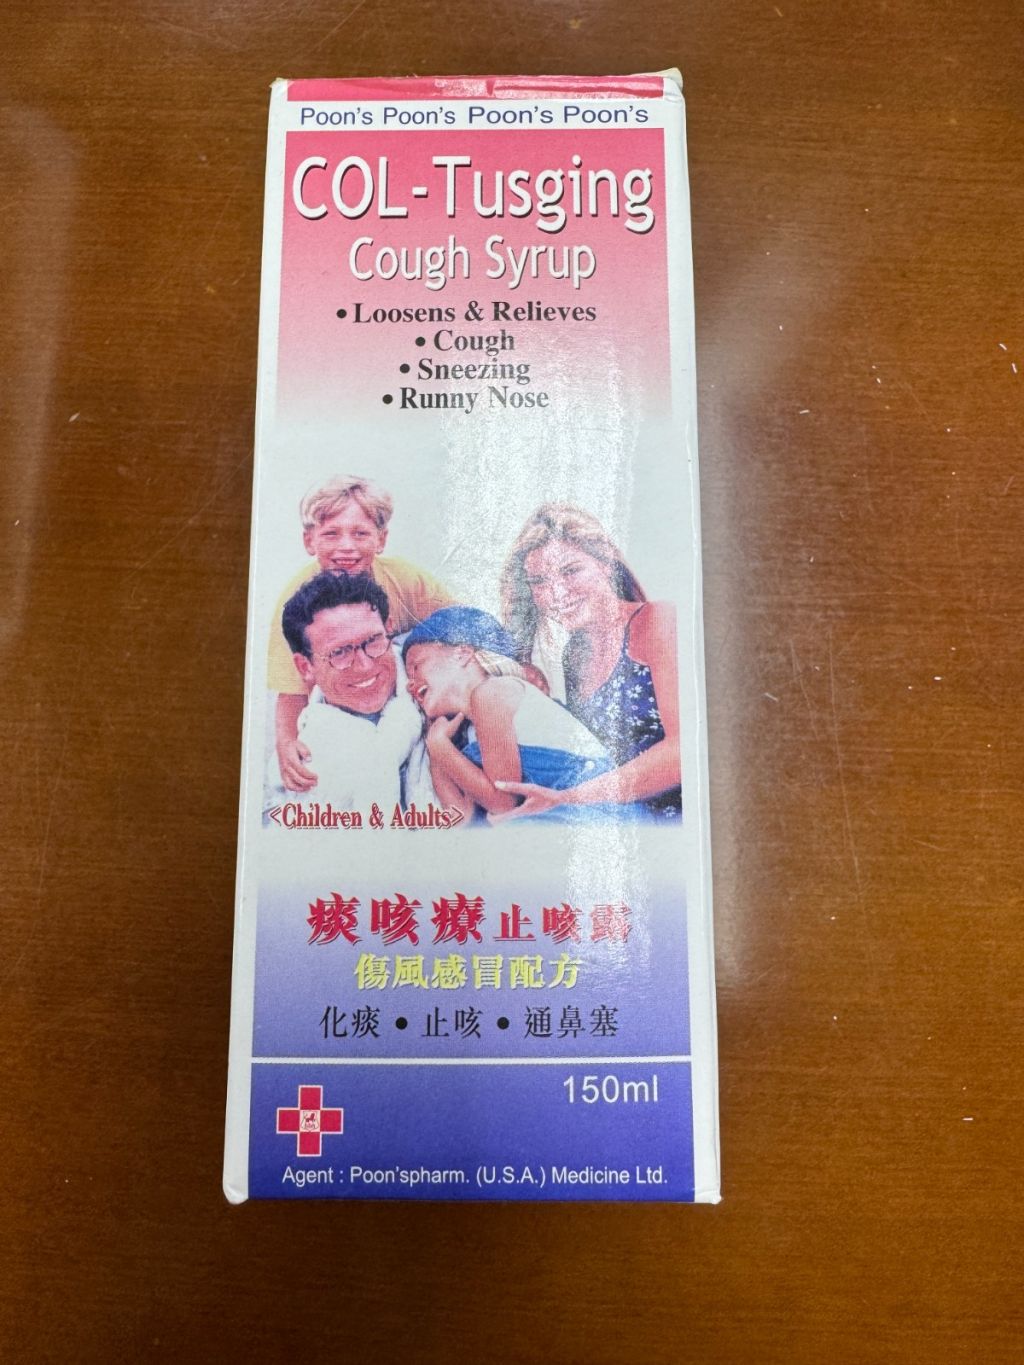 Poon's Poon's Poon's Poon's
COL-Tusging
Cough Syrup
• Loosens & Relieves
• Cough
• Sneezing
• Runny Nose
<Children & Adults>
痰咳療止咳露
傷風感冒配方
化痰 • 止咳 • 通鼻塞
150ml
Agent : Poon'spharm. (U.S.A.) Medicine Ltd.